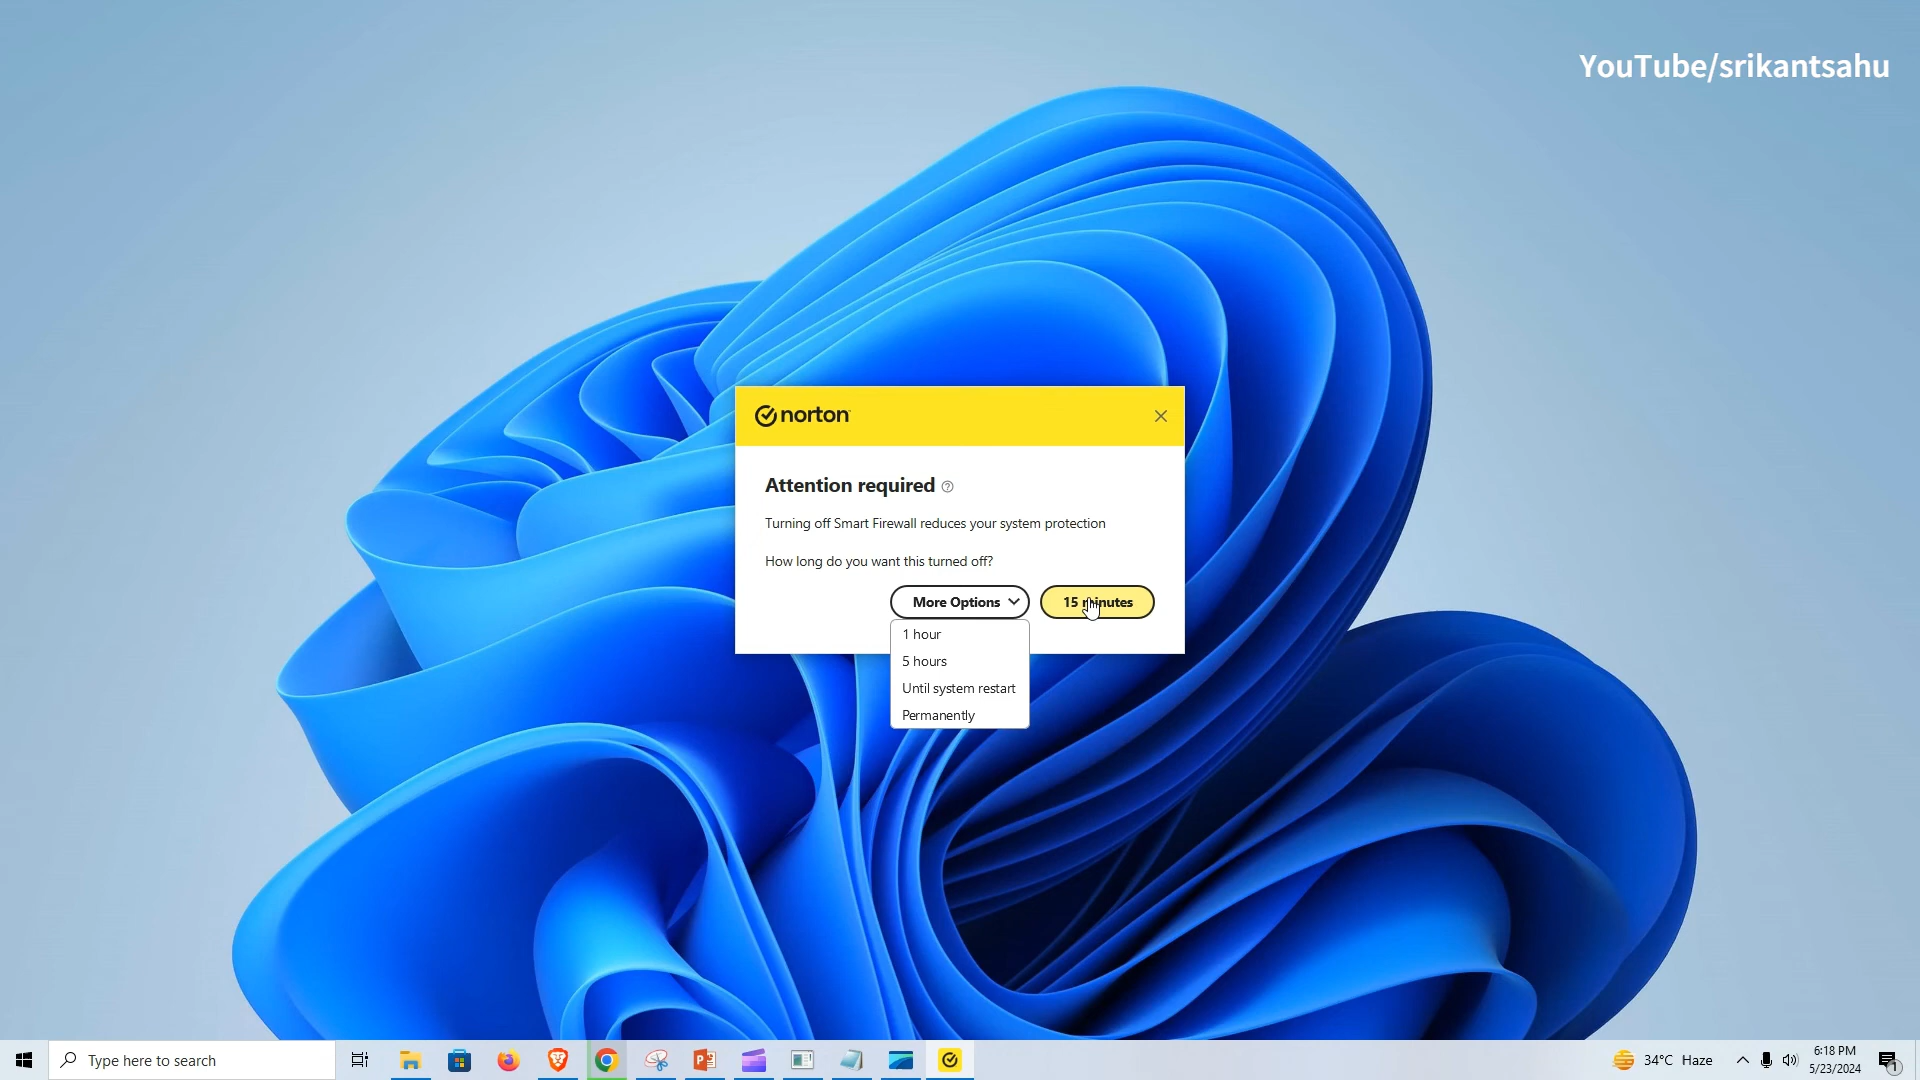 YouTube/srikantsahu
norton
Attention required
Turning off Smart Firewall reduces your system protection
How long do you want this turned off?
More Options
15 minutes
1 hour
5 hours
Until system restart
Permanently
Type here to search
34°C Haze
6:18 PM
5/23/2024
1